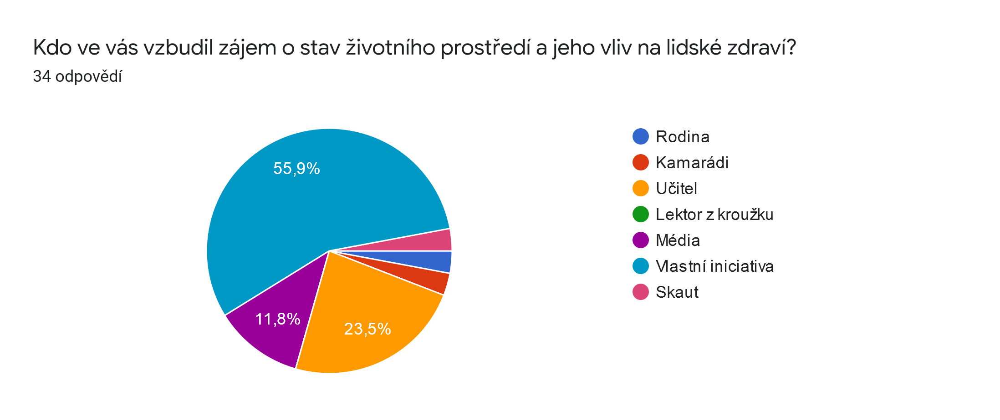 Kdo ve vás vzbudil zájem o stav životního prostředí a jeho vliv na lidské zdraví?
34 odpovědí
55,9%
11,8%
23,5%
Rodina
Kamarádi
Učitel
Lektor z kroužku
Média
Vlastní iniciativa
Skaut